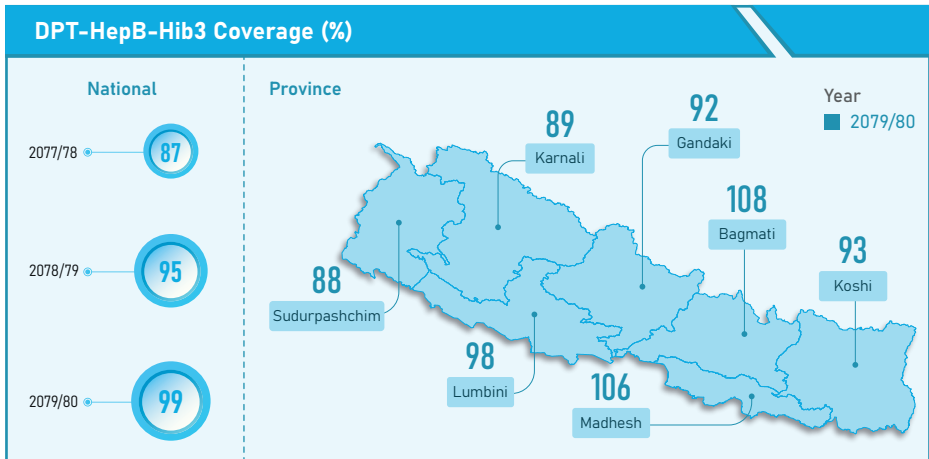 DPT-HepB-Hib3 Coverage (%)
National
2077/78
87
2078/79
95
2079/80
99
Province
Year
2079/80
89
Karnali
92
Gandaki
108
Bagmati
93
Koshi
88
Sudurpashchim
98
Lumbini
106
Madhesh